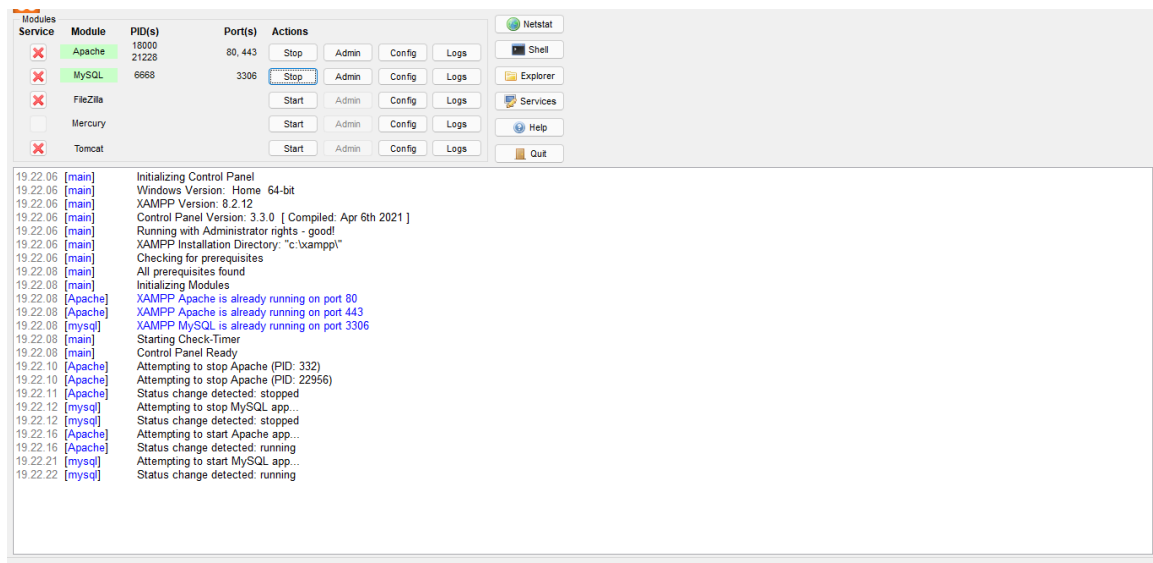 Modules
Service Module PID(s) Port(s) Actions
Apache 18000 21228 80, 443 Stop Admin Config Logs
MySQL 6668 3306 Stop Admin Config Logs
FileZilla Start Admin Config Logs
Mercury Start Admin Config Logs
Tomcat Start Admin Config Logs
Netstat
Shell
Explorer
Services
Help
Quit
19.22.06 [main] Initializing Control Panel
19.22.06 [main] Windows Version: Home 64-bit
19.22.06 [main] XAMPP Version: 8.2.12
19.22.06 [main] Control Panel Version: 3.3.0 [ Compiled: Apr 6th 2021 ]
19.22.06 [main] Running with Administrator rights - good!
19.22.06 [main] XAMPP Installation Directory: "c:\xampp\"
19.22.06 [main] Checking for prerequisites
19.22.08 [main] All prerequisites found
19.22.08 [main] Initializing Modules
19.22.08 [Apache] XAMPP Apache is already running on port 80
19.22.08 [Apache] XAMPP Apache is already running on port 443
19.22.08 [mysql] XAMPP MySQL is already running on port 3306
19.22.08 [main] Starting Check-Timer
19.22.08 [main] Control Panel Ready
19.22.10 [Apache] Attempting to stop Apache (PID: 332)
19.22.10 [Apache] Attempting to stop Apache (PID: 22956)
19.22.11 [Apache] Status change detected: stopped
19.22.12 [mysql] Attempting to stop MySQL app...
19.22.12 [mysql] Status change detected: stopped
19.22.16 [Apache] Attempting to start Apache app...
19.22.16 [Apache] Status change detected: running
19.22.21 [mysql] Attempting to start MySQL app...
19.22.22 [mysql] Status change detected: running